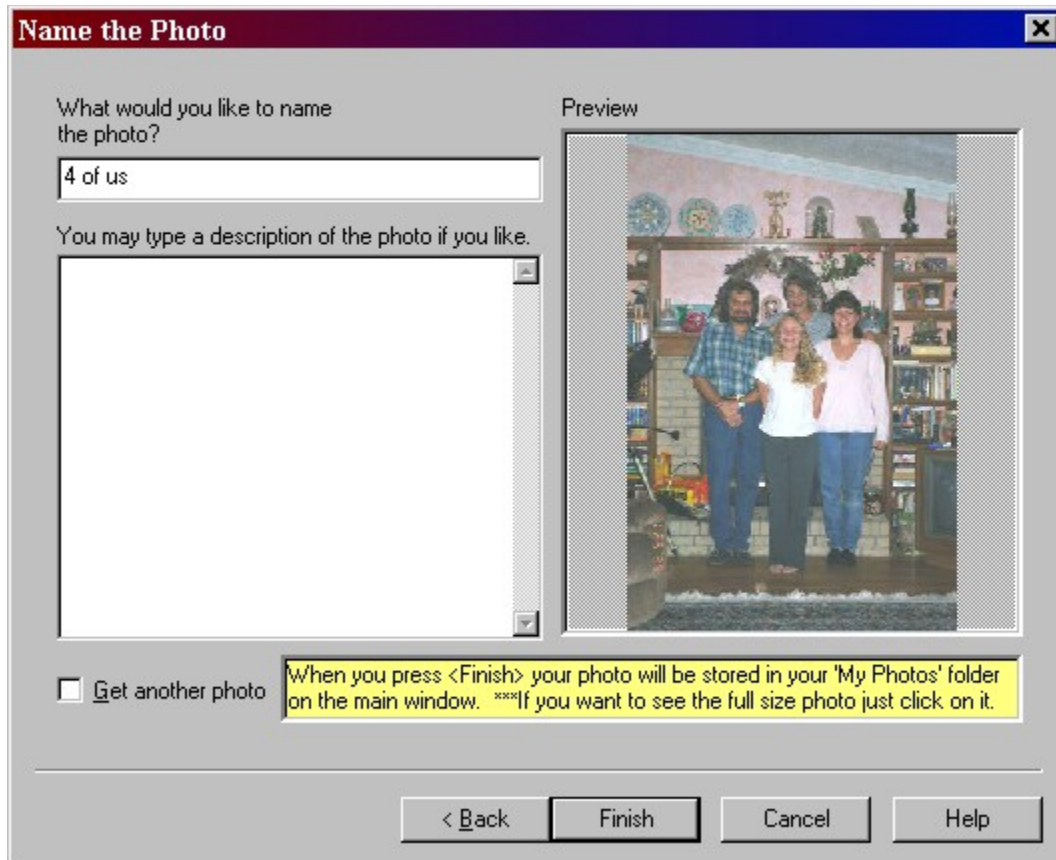 Name the Photo
What would you like to name
the photo?
4 of us
You may type a description of the photo if you like.
Preview
Get another photo
When you press <Finish> your photo will be stored in your 'My Photos' folder
on the main window.  ***If you want to see the full size photo just click on it.
< Back
Finish
Cancel
Help